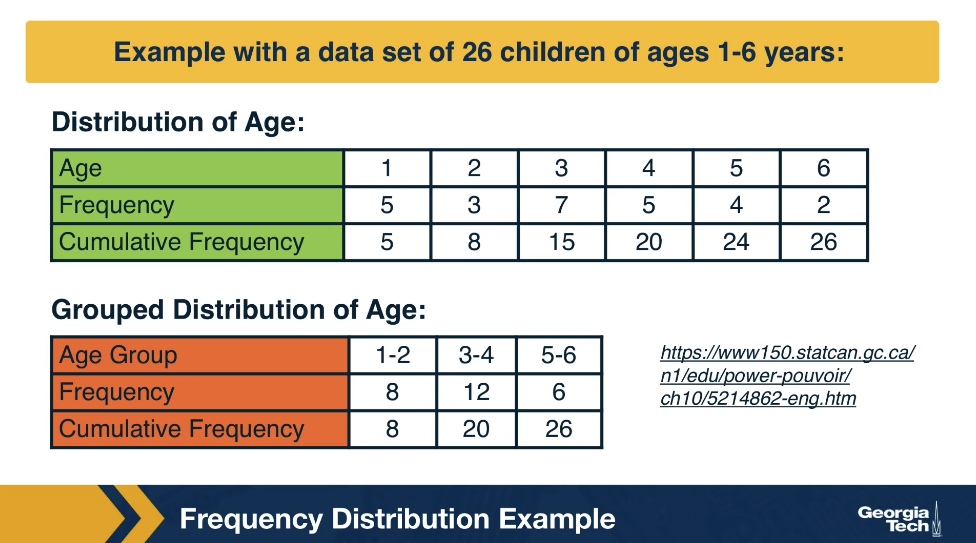 Example with a data set of 26 children of ages 1-6 years:
Distribution of Age:
Age 1 2 3 4 5 6
Frequency 5 3 7 5 4 2
Cumulative Frequency 5 8 15 20 24 26
Grouped Distribution of Age:
Age Group 1-2 3-4 5-6
Frequency 8 12 6
Cumulative Frequency 8 20 26
https://www150.statcan.gc.ca/
n1/edu/power-pouvoir/
ch10/5214862-eng.htm
Frequency Distribution Example
Georgia
Tech